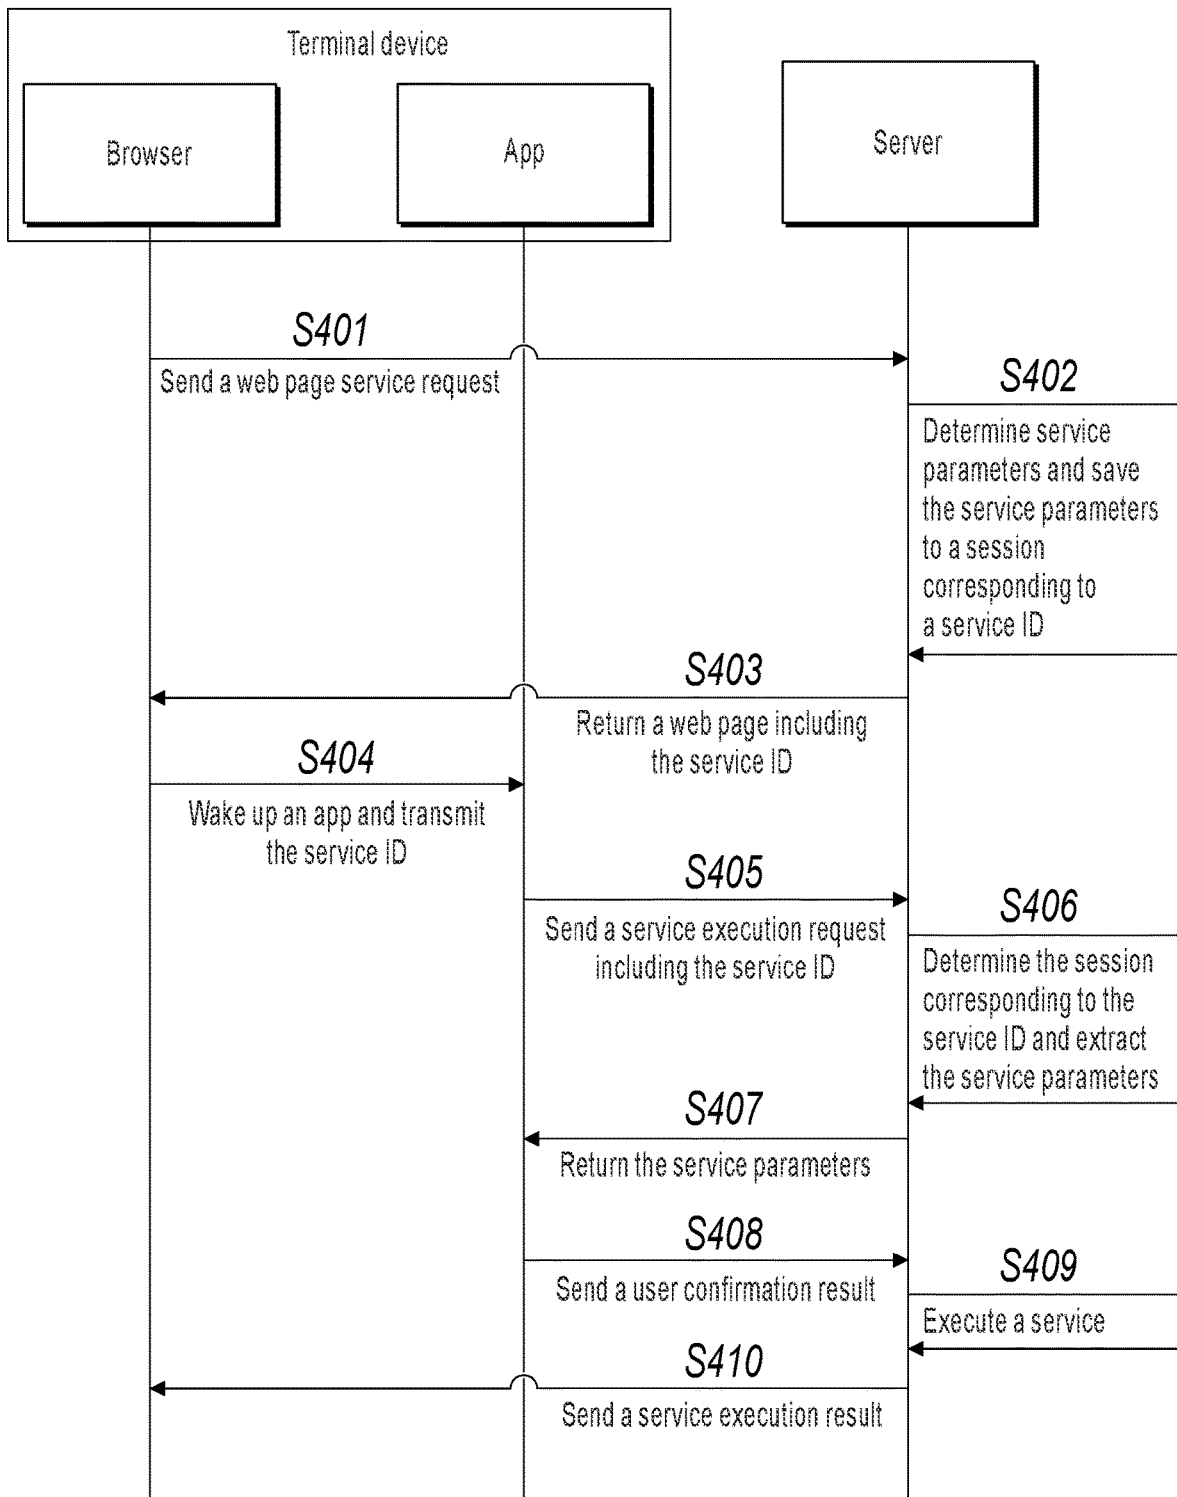 Terminal device
Browser
App
Server
S401
Send a web page service request
S402
Determine service
parameters and save
the service parameters
to a session
corresponding to
a service ID
S403
Return a web page including
the service ID
S404
Wake up an app and transmit
the service ID
S405
Send a service execution request
including the service ID
S406
Determine the session
corresponding to the
service ID and extract
the service parameters
S407
Return the service parameters
S408
Send a user confirmation result
S409
Execute a service
S410
Send a service execution result